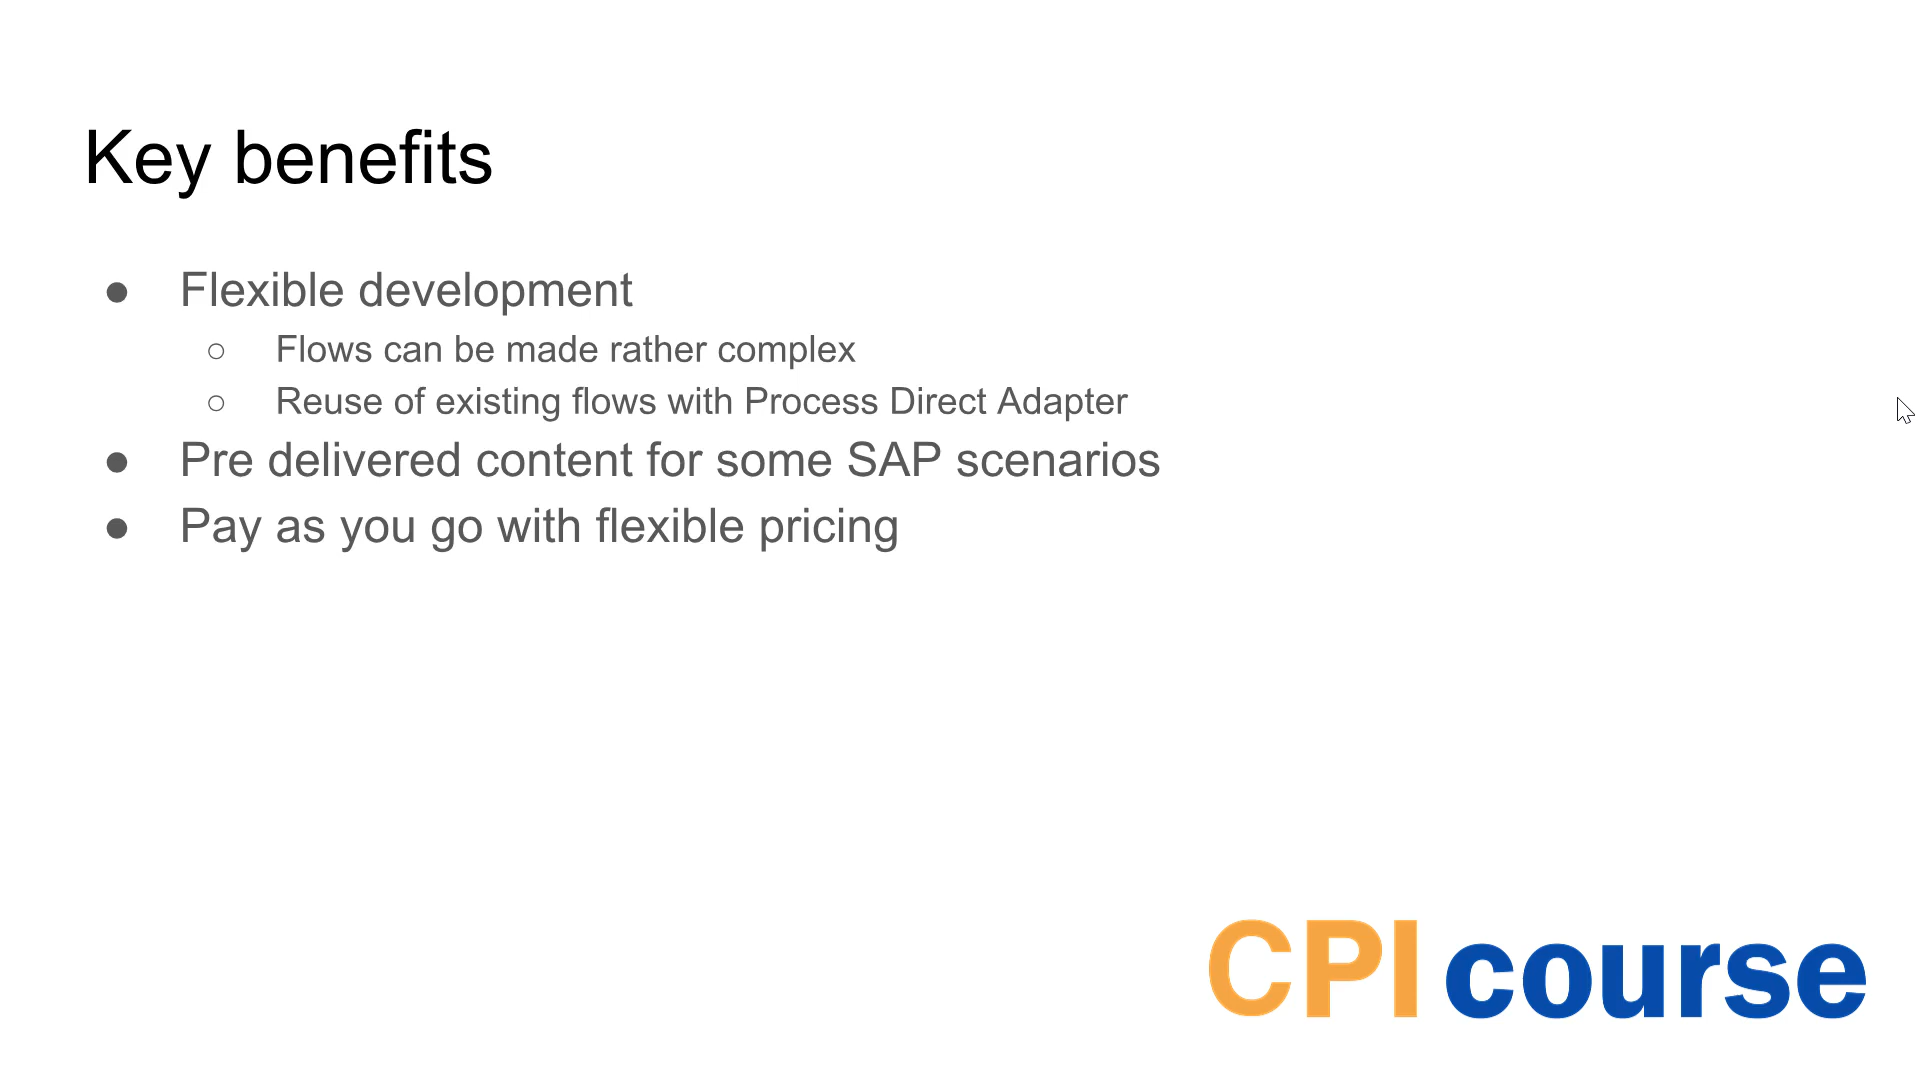 Key benefits
● Flexible development
○ Flows can be made rather complex
○ Reuse of existing flows with Process Direct Adapter
● Pre delivered content for some SAP scenarios
● Pay as you go with flexible pricing
CPI course